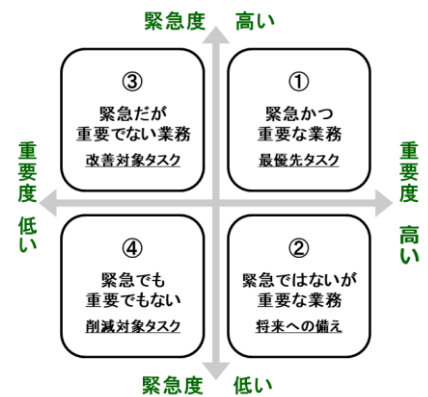 緊急度 高い
③
緊急だが
重要でない業務
改善対象タスク
①
緊急かつ
重要な業務
最優先タスク
重要度 低い
重要度 高い
④
緊急でも
重要でもない
削減対象タスク
②
緊急ではないが
重要な業務
将来への備え
緊急度 低い